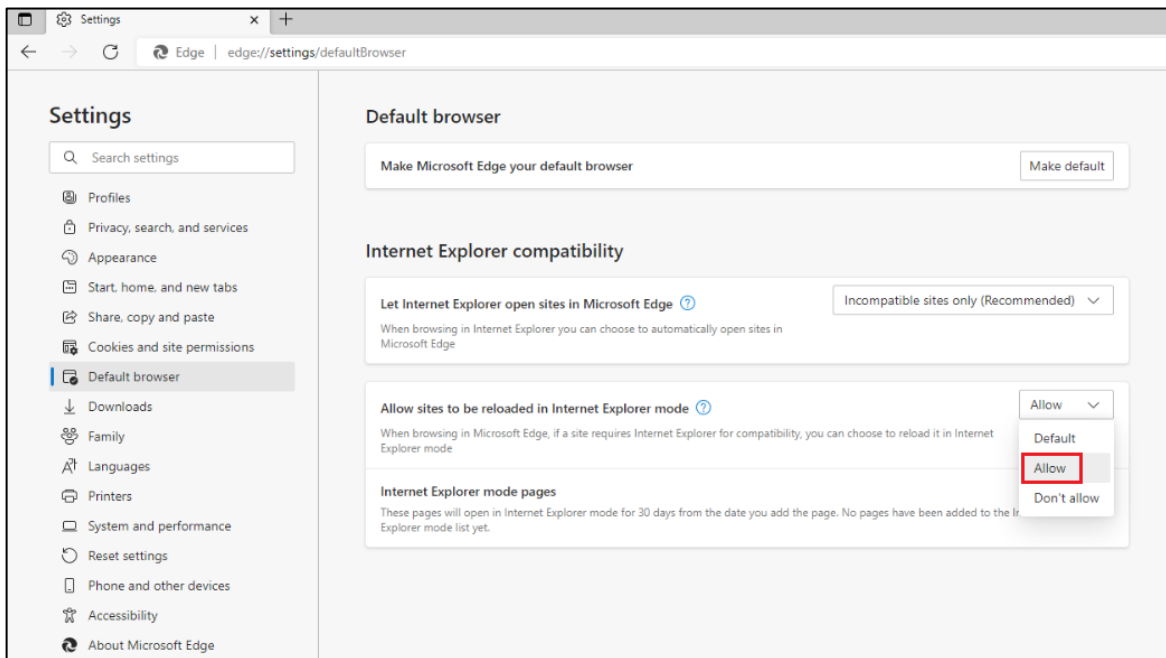 Settings
Edge | edge://settings/defaultBrowser
Settings
Search settings
Profiles
Privacy, search, and services
Appearance
Start, home, and new tabs
Share, copy and paste
Cookies and site permissions
Default browser
Downloads
Family
Languages
Printers
System and performance
Reset settings
Phone and other devices
Accessibility
About Microsoft Edge
Default browser
Make Microsoft Edge your default browser
Make default
Internet Explorer compatibility
Let Internet Explorer open sites in Microsoft Edge
Incompatible sites only (Recommended)
When browsing in Internet Explorer you can choose to automatically open sites in
Microsoft Edge
Allow sites to be reloaded in Internet Explorer mode
Allow
When browsing in Microsoft Edge, if a site requires Internet Explorer for compatibility, you can choose to reload it in Internet
Explorer mode
Default
Allow
Don't allow
Internet Explorer mode pages
These pages will open in Internet Explorer mode for 30 days from the date you add the page. No pages have been added to the
Explorer mode list yet.